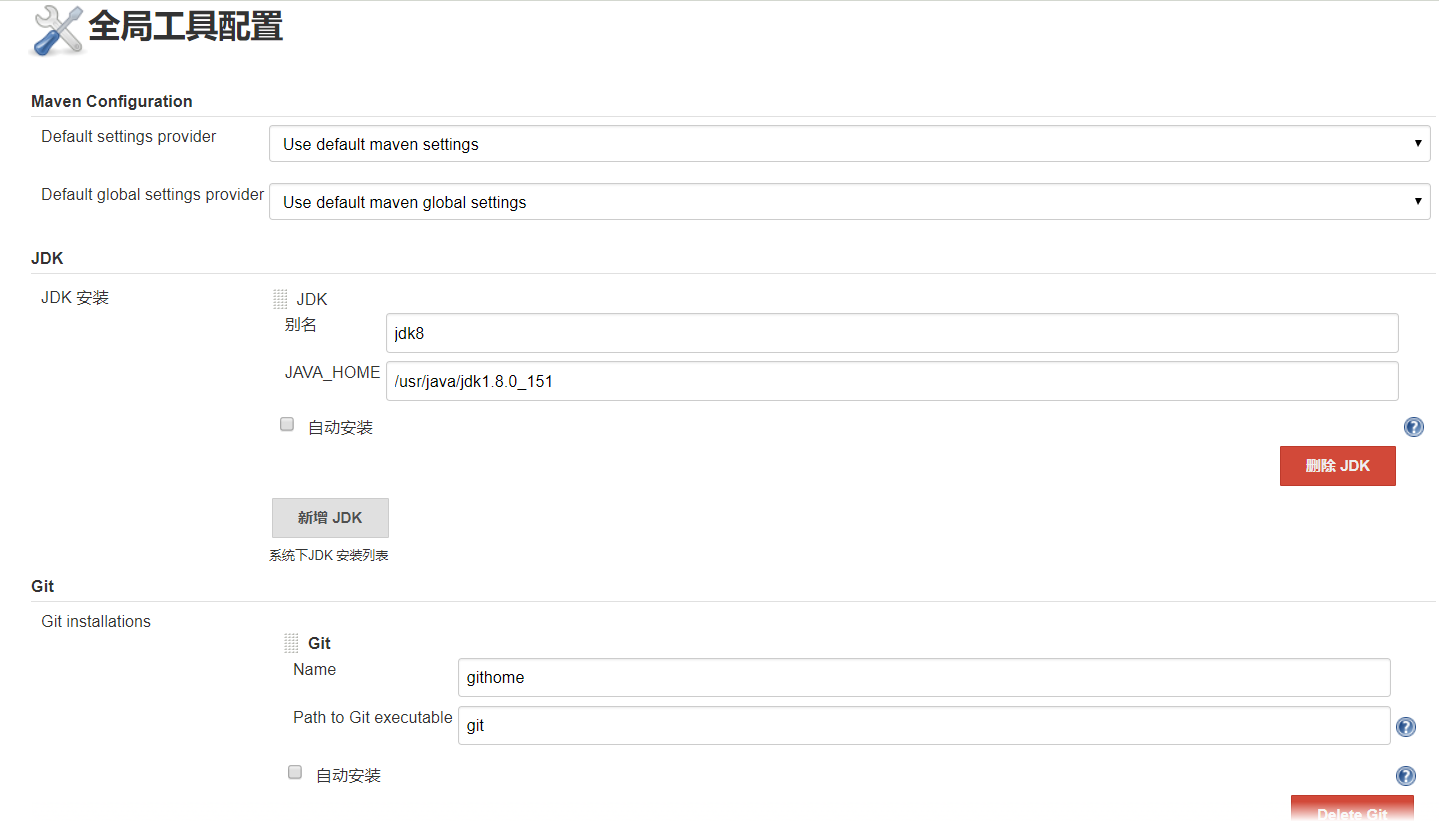 全局工具配置
Maven Configuration
Default settings provider
Use default maven settings
Default global settings provider
Use default maven global settings
JDK
JDK 安装
JDK
别名
jdk8
JAVA_HOME
/usr/java/jdk1.8.0_151
自动安装
删除 JDK
新增 JDK
系统下JDK 安装列表
Git
Git installations
Git
Name
githome
Path to Git executable
git
自动安装
Delete Git